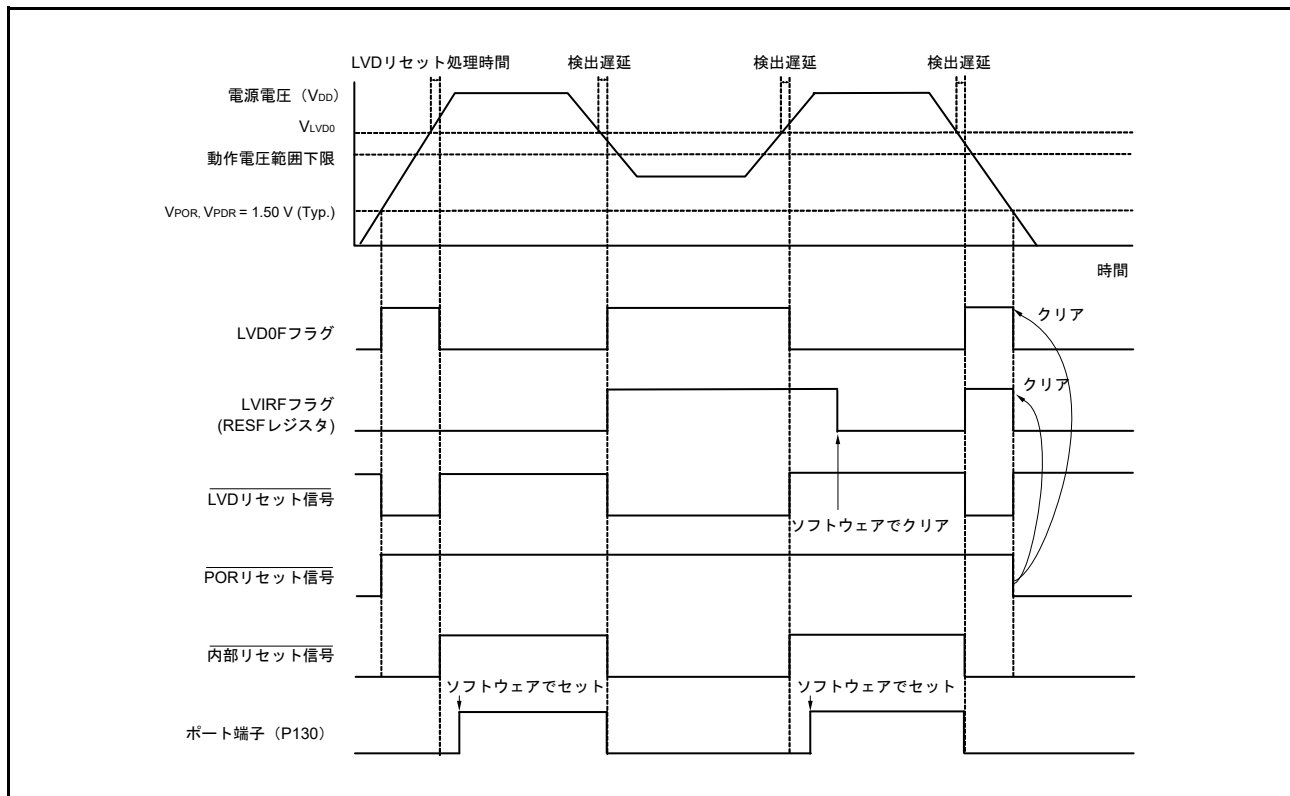 LVDリセット処理時間
検出遅延
検出遅延
検出遅延
電源電圧（VDD）
VLVD0
動作電圧範囲下限
VPOR, VPDR = 1.50 V (Typ.)
時間
クリア
LVD0Fフラグ
クリア
LVIRFフラグ
(RESFレジスタ)
LVDリセット信号
ソフトウェアでクリア
PORリセット信号
内部リセット信号
ソフトウェアでセット
ソフトウェアでセット
ポート端子（P130）